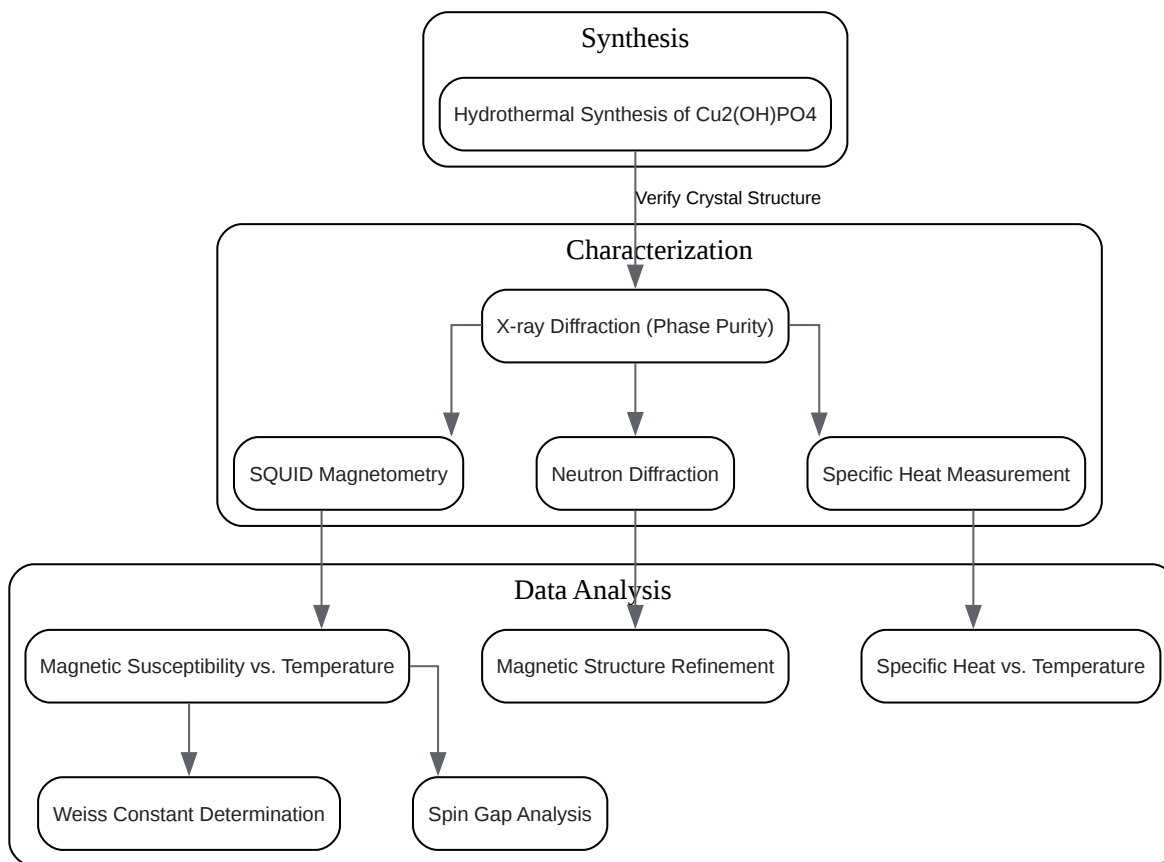 Synthesis
Hydrothermal Synthesis of Cu2(OH)PO4
Verify Crystal Structure
Characterization
X-ray Diffraction (Phase Purity)
SQUID Magnetometry
Neutron Diffraction
Specific Heat Measurement
Data Analysis
Magnetic Susceptibility vs. Temperature
Magnetic Structure Refinement
Specific Heat vs. Temperature
Weiss Constant Determination
Spin Gap Analysis